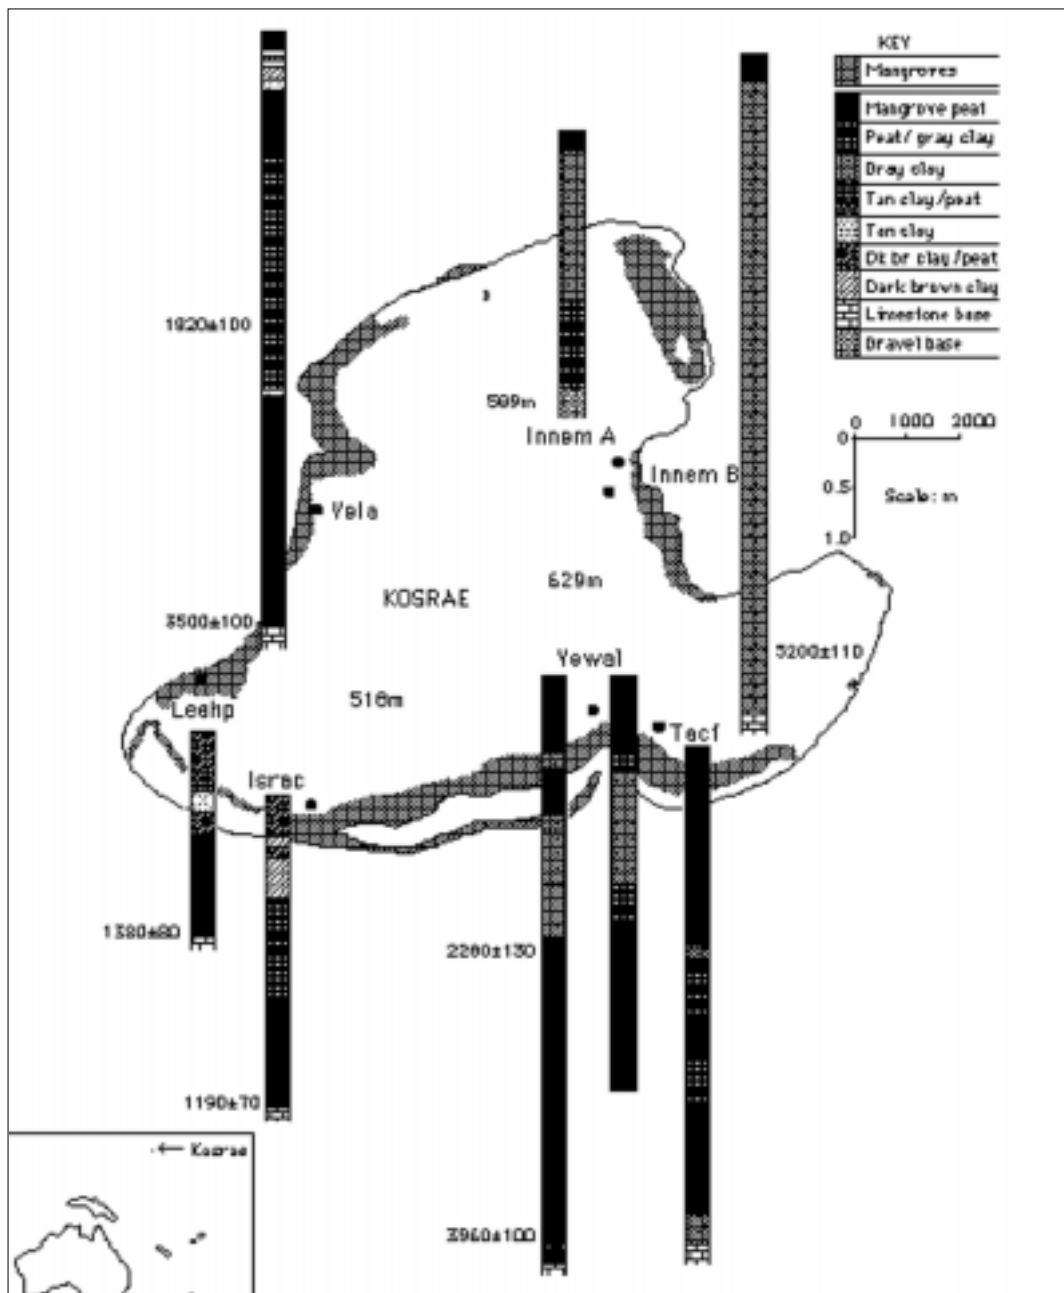 KEY
Mangroves
Mangrove peat
Peat/ gray clay
Gray clay
Tan clay/peat
Tan clay
Dk br clay/peat
Dark brown clay
Limestone base
Gravel base
1820±100
589m
Innem A
0 1000 2000
0
Innem B
0.5
Scale: m
Yela
1.0
629m
KOSRAE
3500±100
Yewal
3200±110
516m
Leahp
Tacf
Israc
1380±80
2280±130
1190±70
Kosrae
3960±100